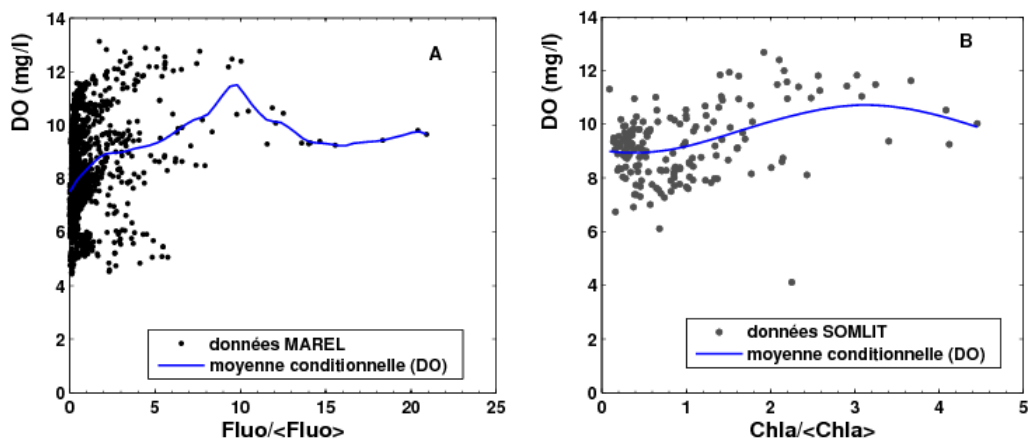 14
12
10
8
6
4
2
0
DO (mg/l)
A
données MAREL
moyenne conditionnelle (DO)
0 5 10 15 20 25
Fluo/<Fluo>
14
12
10
8
6
4
2
0
DO (mg/l)
B
données SOMLIT
moyenne conditionnelle (DO)
0 1 2 3 4 5
Chla/<Chla>